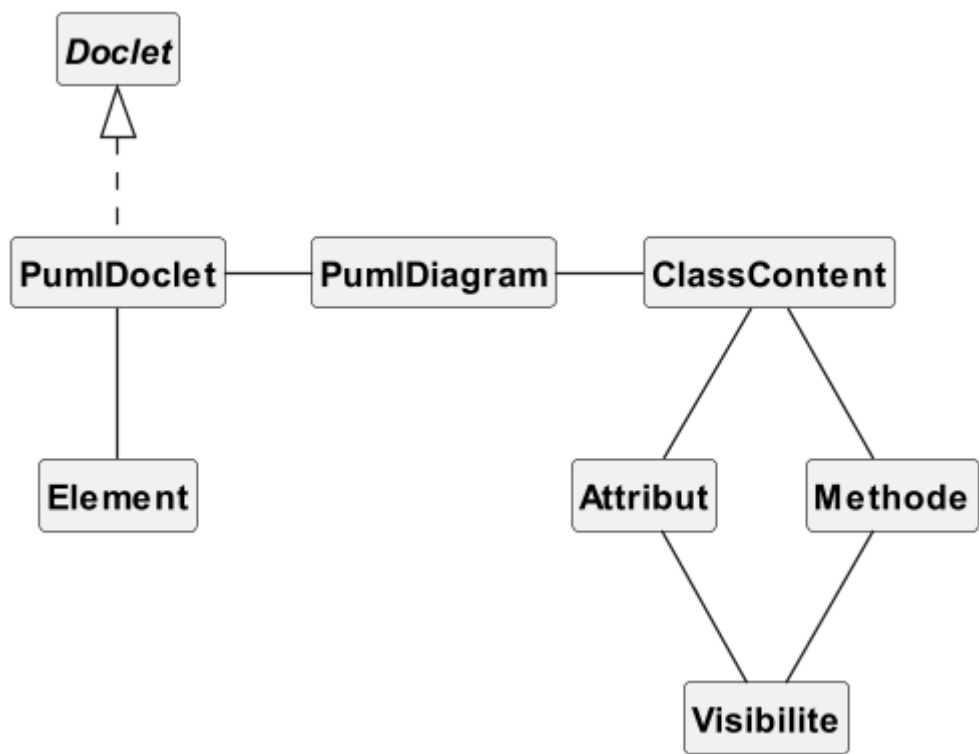 Doclet
PumlDoclet
PumlDiagram
ClassContent
Element
Attribut
Methode
Visibilite